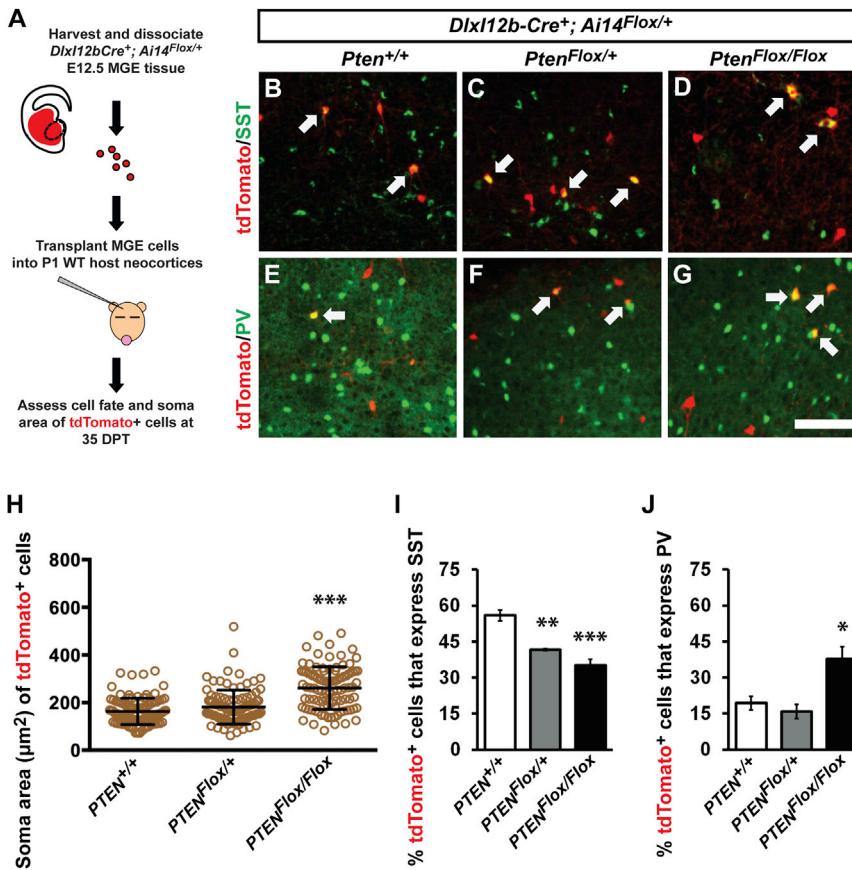 A
Harvest and dissociate
DlxI12bCre+; Ai14Flox/+
E12.5 MGE tissue
Transplant MGE cells
into P1 WT host neocortices
Assess cell fate and soma
area of tdTomato+ cells at
35 DPT
DlxI12b-Cre+; Ai14Flox/+
Pten+/+
PtenFlox/+
PtenFlox/Flox
tdTomato/SST
B
C
D
tdTomato/PV
E
F
G
H
Soma area (µm2) of tdTomato+ cells
800
600
400
200
0
***
PTEN+/+
PTENFlox/+
PTENFlox/Flox
I
% tdTomato+ cells that express SST
75
60
45
30
15
0
**
***
PTEN+/+
PTENFlox/+
PTENFlox/Flox
J
% tdTomato+ cells that express PV
75
60
45
30
15
0
*
PTEN+/+
PTENFlox/+
PTENFlox/Flox